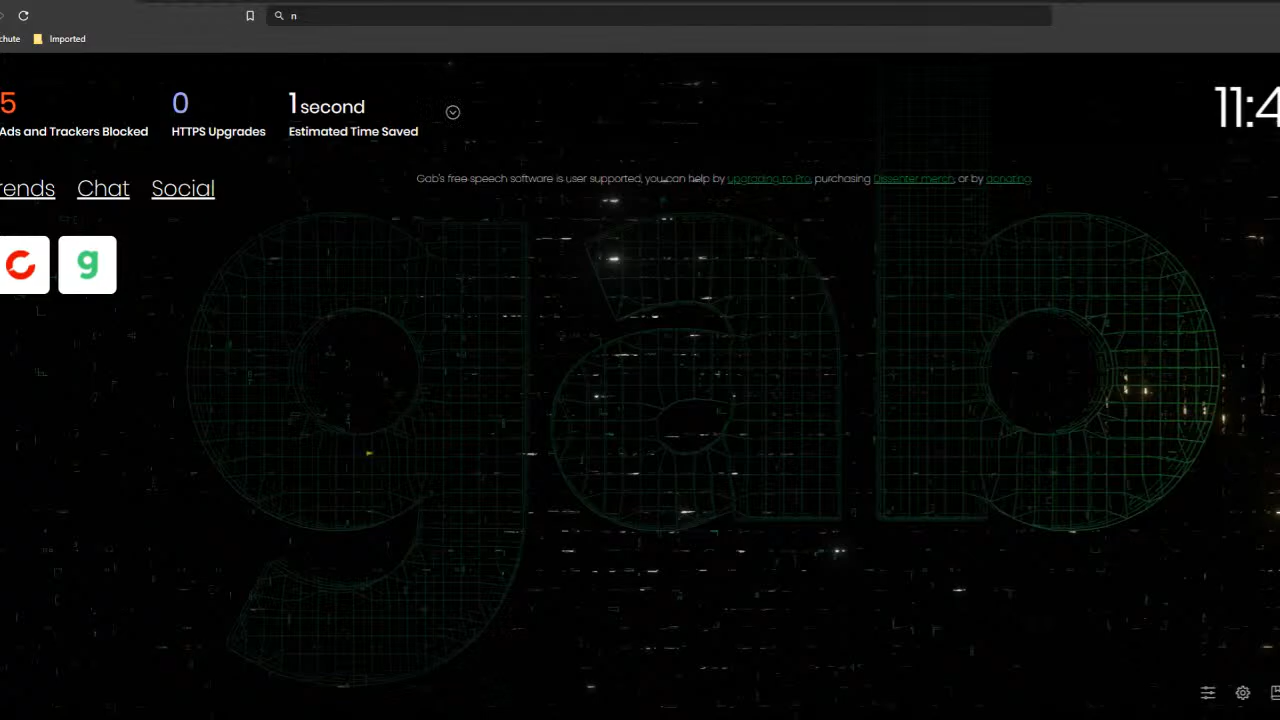 n
chute Imported
5 0 1 second 11:4
Ads and Trackers Blocked HTTPS Upgrades Estimated Time Saved
Gab's free speech software is user supported, you can help by upgrading to Pro, purchasing Dissenter merch, or by donating.
rends Chat Social
g
gab